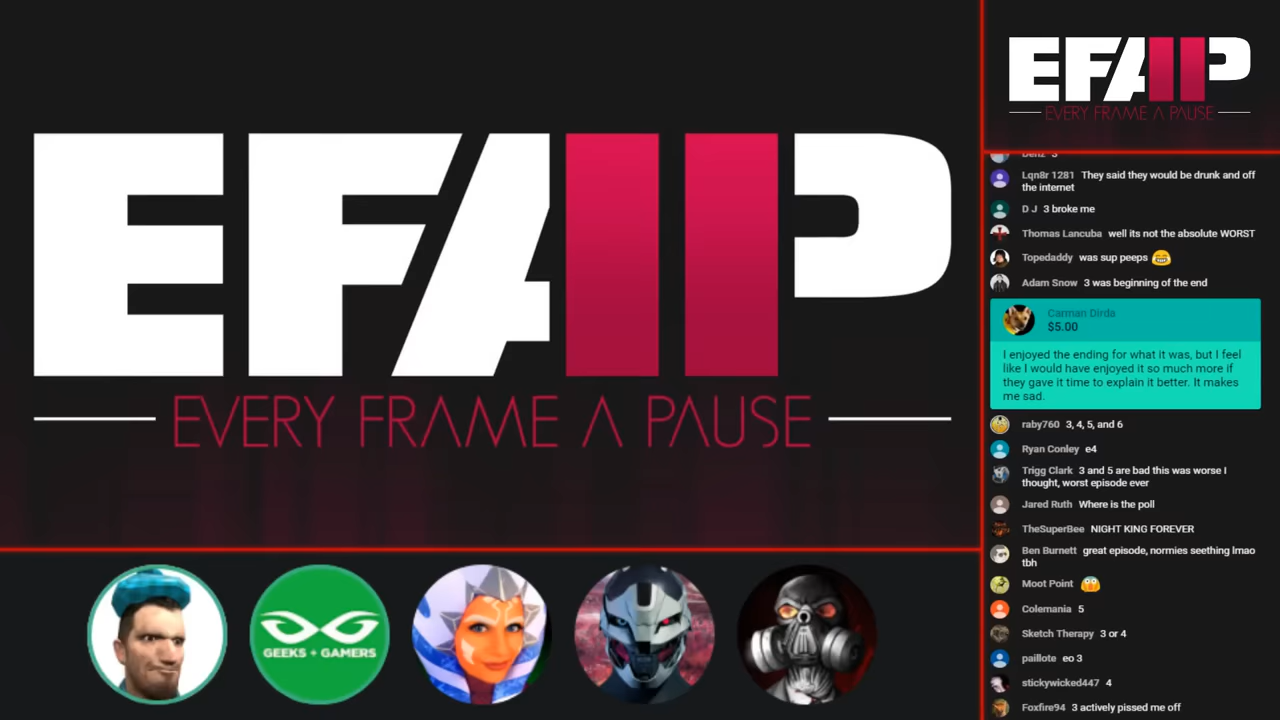 EFAP
EVERY FRAME A PAUSE
GEEKS + GAMERS
EFAP
EVERY FRAME A PAUSE
Deñz 3
Lqn8r 1281 They said they would be drunk and off
the internet
D J 3 broke me
Thomas Lancuba well its not the absolute WORST
Topedaddy was sup peeps
Adam Snow 3 was beginning of the end
Carman Dirda
$5.00
I enjoyed the ending for what it was, but I feel
like I would have enjoyed it so much more if
they gave it time to explain it better. It makes
me sad.
raby760 3, 4, 5, and 6
Ryan Conley e4
Trigg Clark 3 and 5 are bad this was worse I
thought, worst episode ever
Jared Ruth Where is the poll
TheSuperBee NIGHT KING FOREVER
Ben Burnett great episode, normies seething lmao
tbh
Moot Point
Colemania 5
Sketch Therapy 3 or 4
paillote eo 3
stickywicked447 4
Foxfire94 3 actively pissed me off